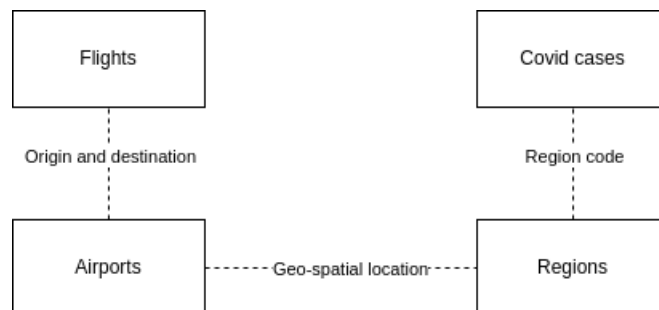 Flights
Covid cases
Origin and destination
Region code
Airports
Geo-spatial location
Regions